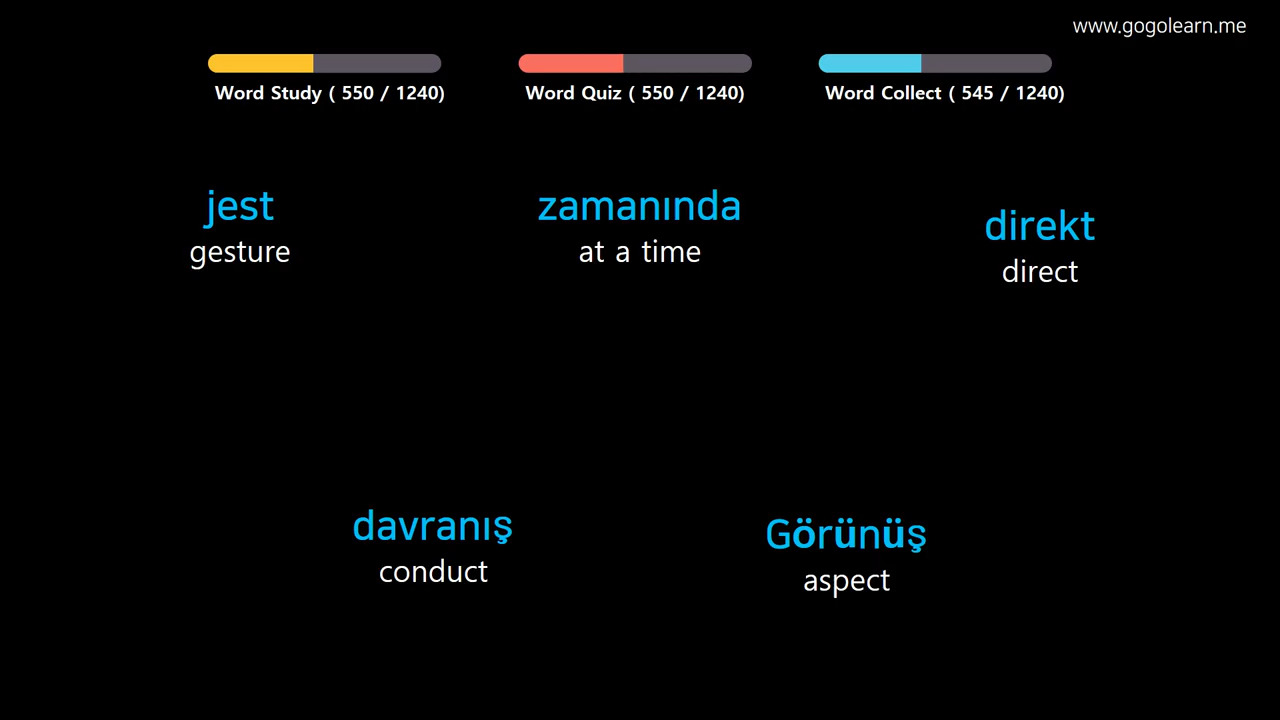 www.gogolearn.me
Word Study ( 550 / 1240)
Word Quiz ( 550 / 1240)
Word Collect ( 545 / 1240)
jest
gesture
zamanında
at a time
direkt
direct
davranış
conduct
Görünüş
aspect